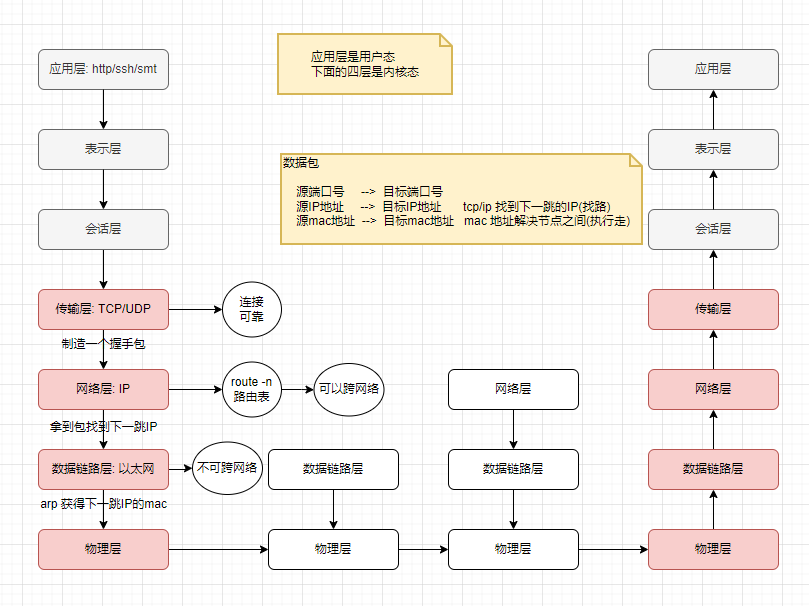 应用层是用户态
下面的四层是内核态
应用层: http/ssh/smt
应用层
表示层
表示层
数据包
源端口号 --> 目标端口号
源IP地址 --> 目标IP地址 tcp/ip 找到下一跳的IP(找路)
源mac地址 --> 目标mac地址 mac 地址解决节点之间(执行走)
会话层
会话层
传输层: TCP/UDP
连接
可靠
传输层
制造一个握手包
网络层: IP
route -n
路由表
可以跨网络
网络层
网络层
拿到包找到下一跳IP
数据链路层: 以太网
不可跨网络
数据链路层
数据链路层
数据链路层
arp 获得下一跳IP的mac
物理层
物理层
物理层
物理层